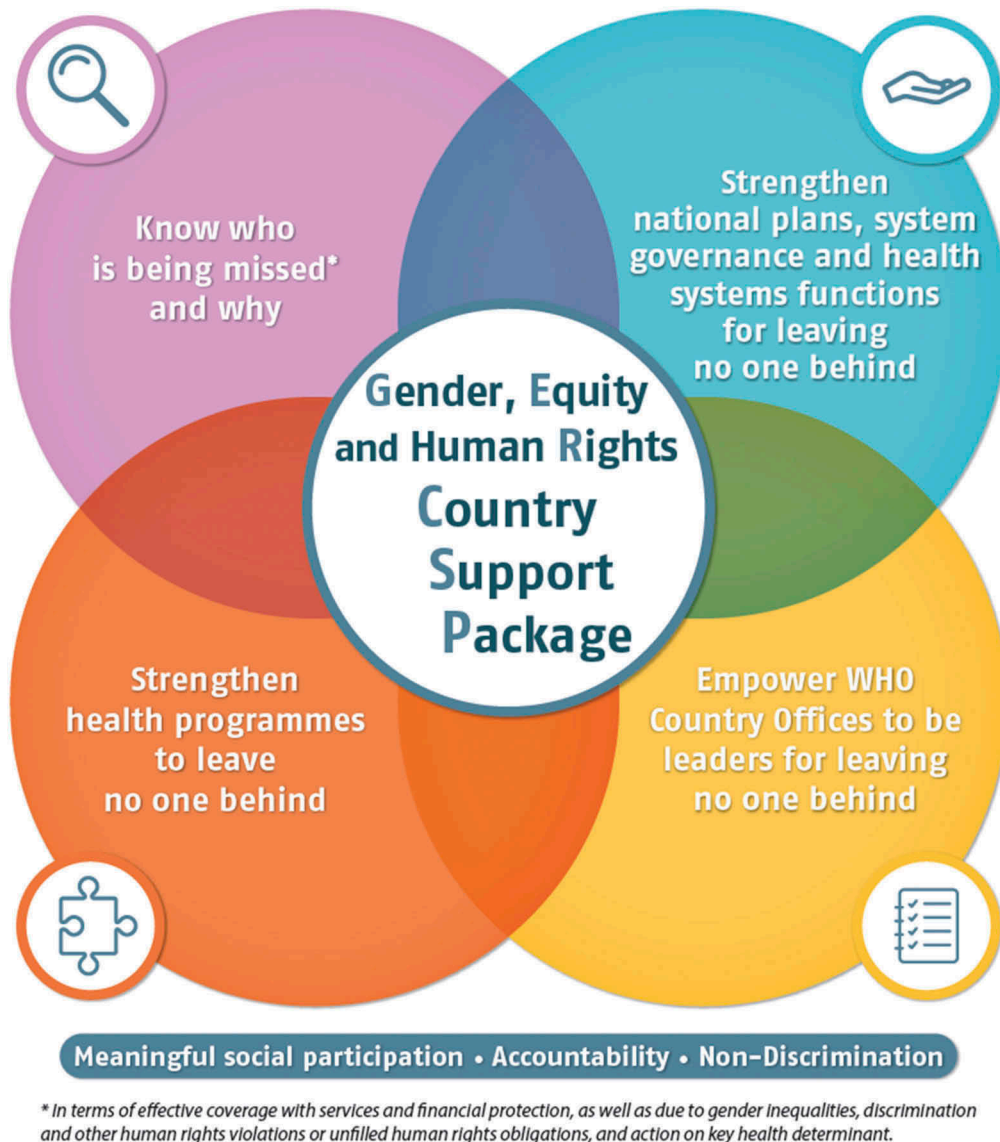 Know who
is being missed*
and why
Strengthen
national plans, system
governance and health
systems functions
for leaving
no one behind
Gender, Equity
and Human Rights
Country
Support
Package
Strengthen
health programmes
to leave
no one behind
Empower WHO
Country Offices to be
leaders for leaving
no one behind
Meaningful social participation • Accountability • Non-Discrimination
* In terms of effective coverage with services and financial protection, as well as due to gender inequalities, discrimination
and other human rights violations or unfilled human rights obligations, and action on key health determinant.